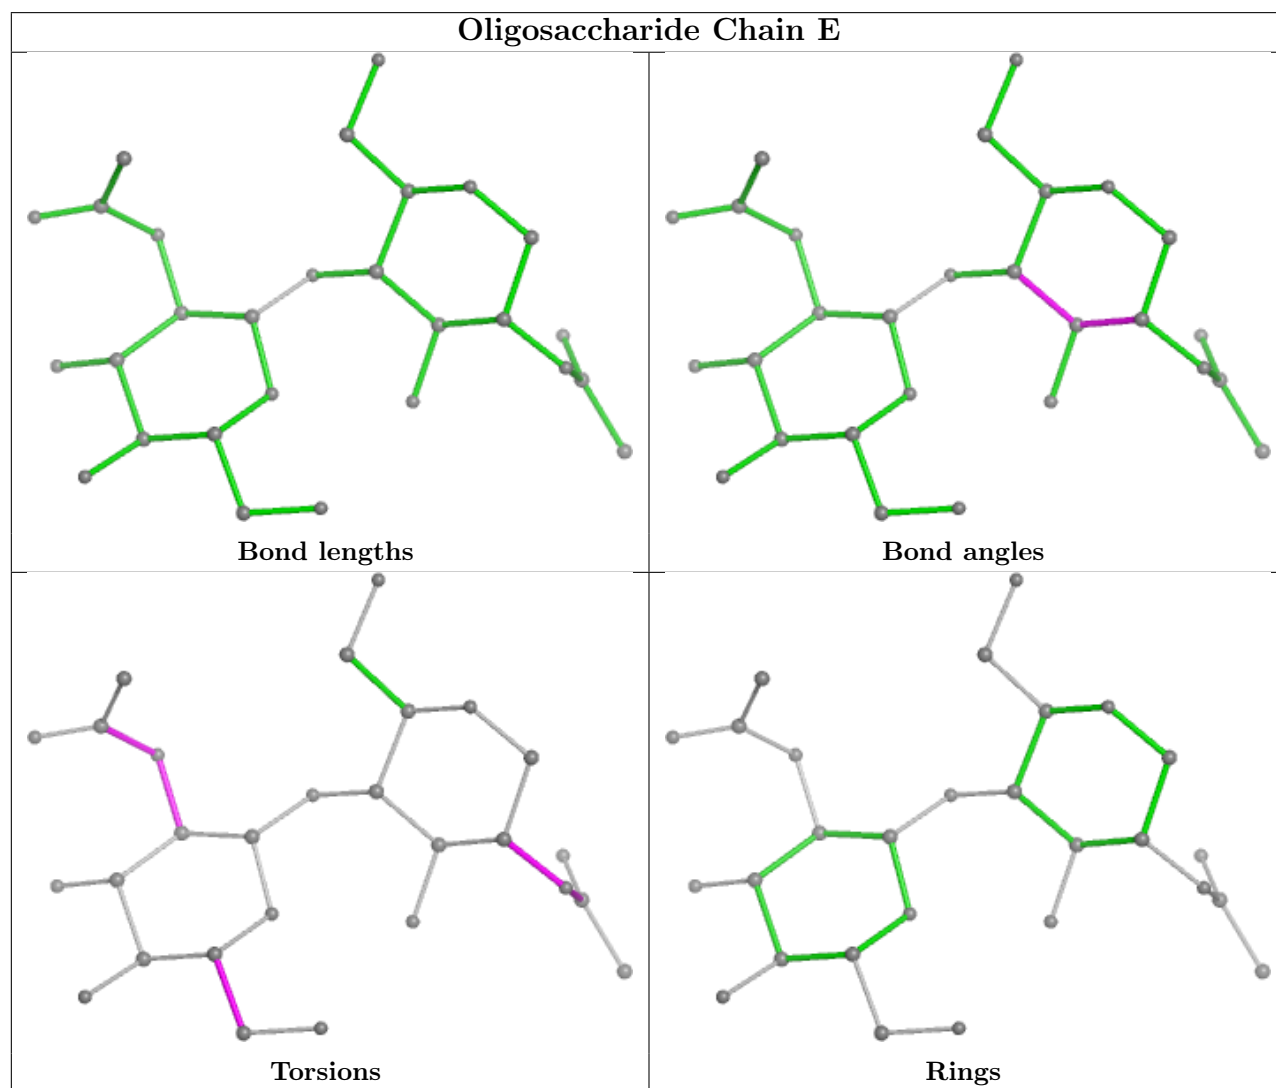 Oligosaccharide Chain E
Bond lengths
Bond angles
Torsions
Rings